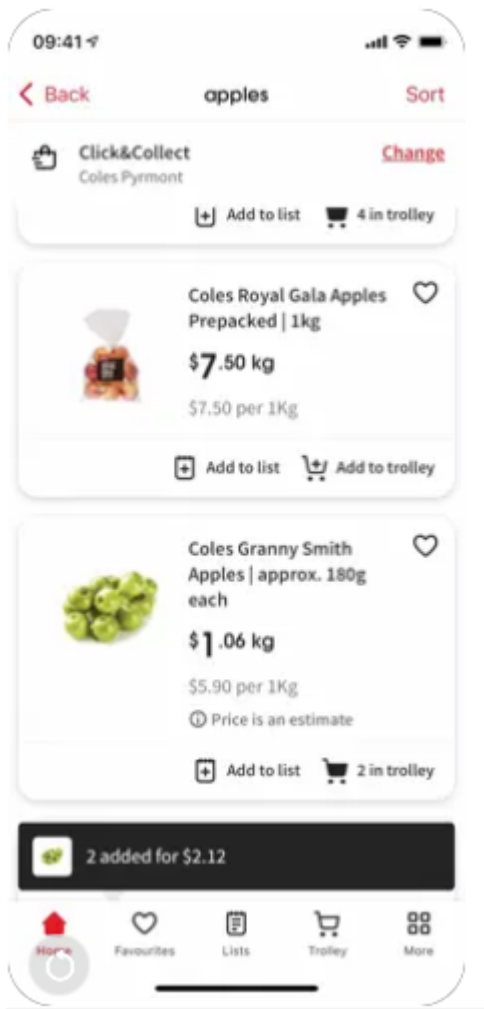 09:41
Back
apples
Sort
Click&Collect
Change
Coles Pyrmont
Add to list
4 in trolley
Coles Royal Gala Apples
Prepacked | 1kg
$7.50 kg
$7.50 per 1Kg
Add to list
Add to trolley
Coles Granny Smith
Apples | approx. 180g
each
$1.06 kg
$5.90 per 1Kg
Price is an estimate
Add to list
2 in trolley
2 added for $2.12
Home
Favourites
Lists
Trolley
More